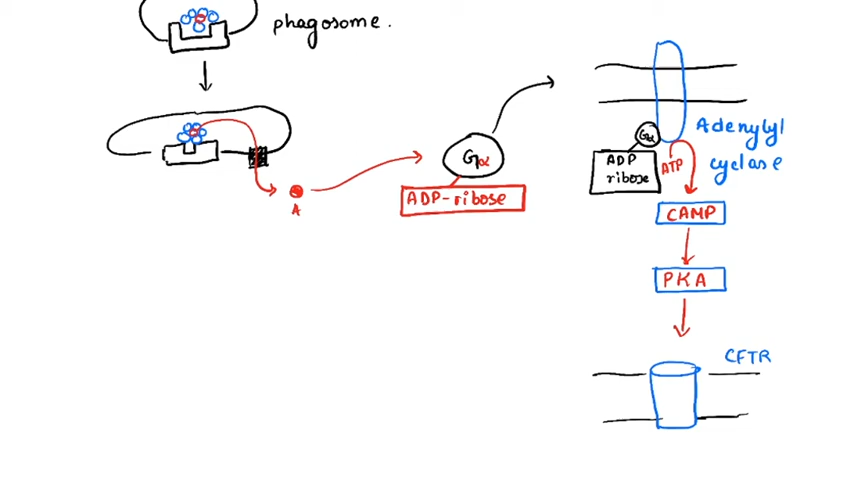 phagosome.
A
Gα
ADP-ribose
Adenylyl
cyclase
Gα
ADP
ribose
ATP
CAMP
PKA
CFTR